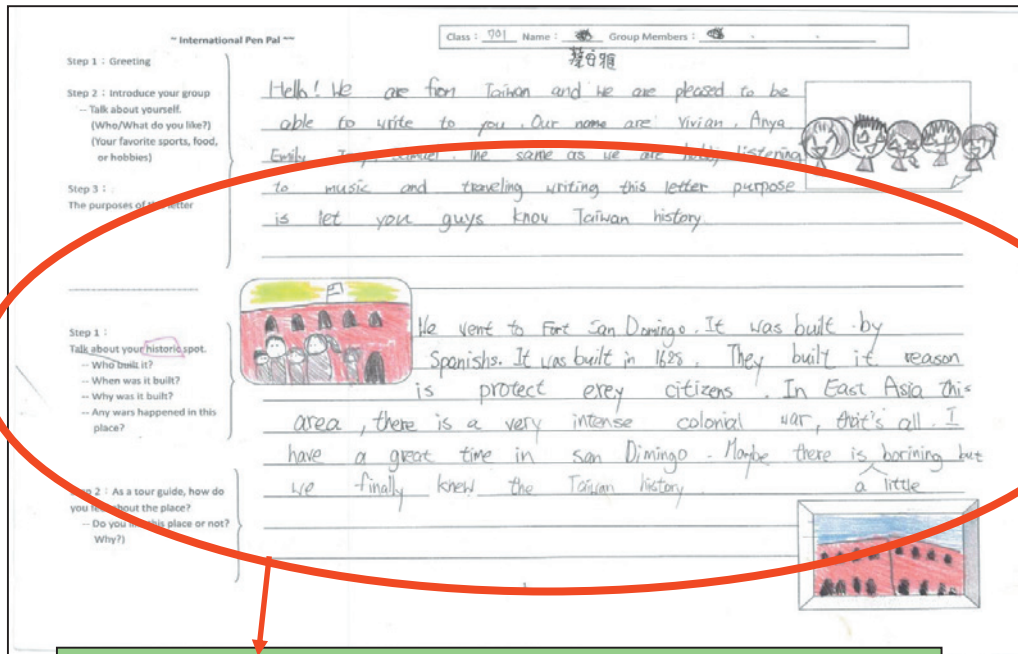 ~ International Pen Pal ~~
Class : 701 Name : Group Members :
Step 1 : Greeting
Step 2 : Introduce your group
-- Talk about yourself.
(Who/What do you like?)
(Your favorite sports, food,
or hobbies)
Step 3 :
The purposes of this letter
Hello! We are from Taiwan and we are pleased to be
able to write to you. Our name are Vivian, Anya
Emily, Samuel. The same as we are hobby listening
to music and traveling writing this letter purpose
is let you guys know Taiwan history.
Step 1 :
Talk about your historic spot.
-- Who built it?
-- When was it built?
-- Why was it built?
-- Any wars happened in this
place?
We went to Fort San Domingo. It was built by
Spanishs. It was built in 1628. They built it reason
is protect citizens. In East Asia this
area, there is a very intense colonial war, that's all. I
have a great time in san Dimingo. Maybe there is borining but
a little
we finally knew the Taiwan history
Step 2 : As a tour guide, how do
you feel about the place?
-- Do you like this place or not?
Why?)